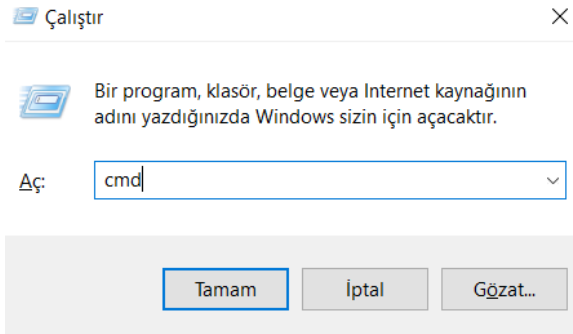 Çalıştır
Bir program, klasör, belge veya Internet kaynağının
adını yazdığınızda Windows sizin için açacaktır.
Aç: cmd
Tamam İptal Gözat...